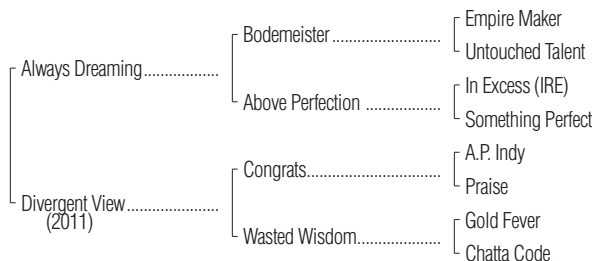 Empire Maker
Bodemeister..................
Untouched Talent
Always Dreaming..................
In Excess (IRE)
Above Perfection ..................
Something Perfect
A.P. Indy
Congrats..................
Praise
Divergent View..................
(2011)
Gold Fever
Wasted Wisdom..................
Chatta Code